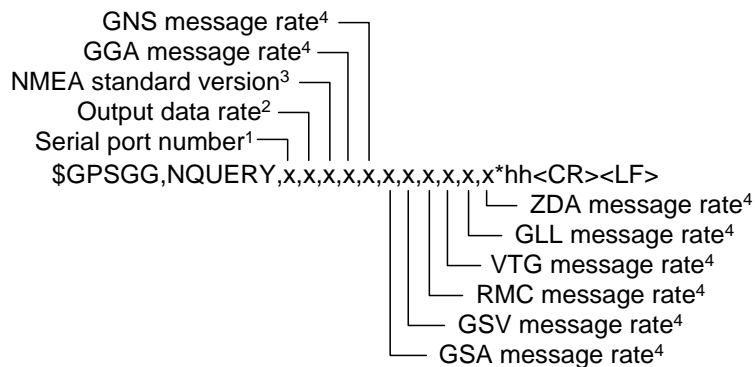 GNS message rate⁴
GGA message rate⁴
NMEA standard version³
Output data rate²
Serial port number¹
$GPSGG,NQUERY,x,x,x,x,x,x,x,x,x,x,x*hh<CR><LF>
ZDA message rate⁴
GLL message rate⁴
VTG message rate⁴
RMC message rate⁴
GSV message rate⁴
GSA message rate⁴